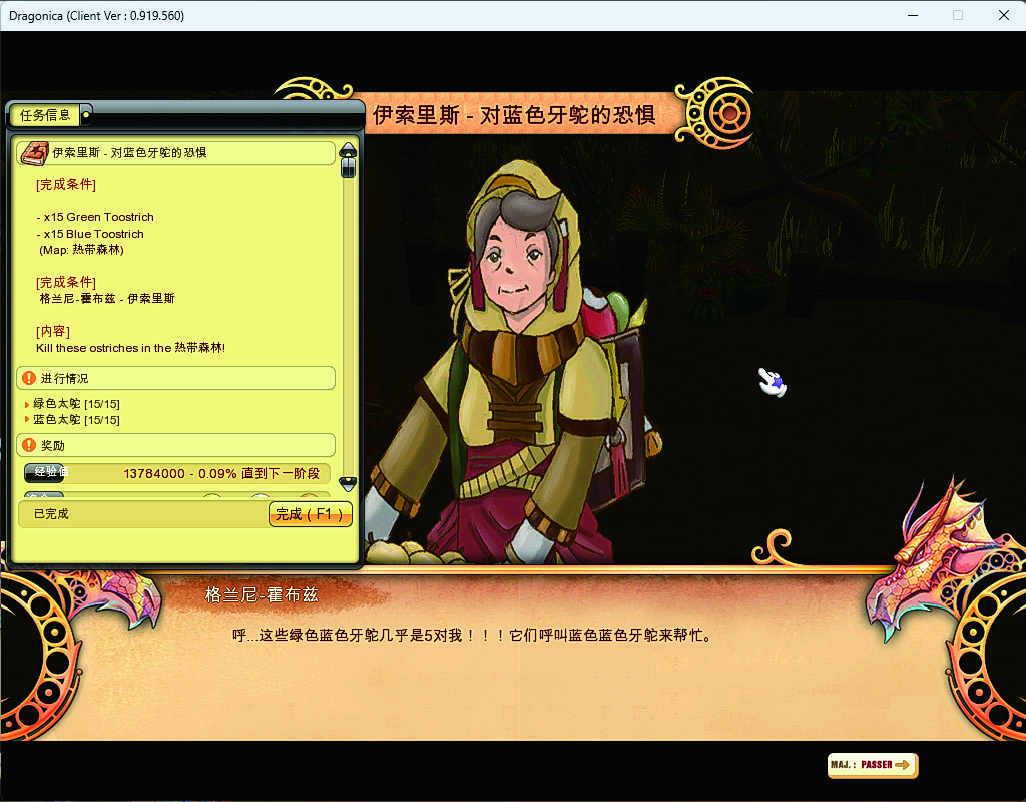 Dragonica (Client Ver : 0.919.560)
伊索里斯 - 对蓝色牙鸵的恐惧
任务信息
伊索里斯 - 对蓝色牙鸵的恐惧
[完成条件]
- x15 Green Toostrich
- x15 Blue Toostrich
(Map: 热带森林)
[完成条件]
格兰尼-霍布兹 - 伊索里斯
[内容]
Kill these ostriches in the 热带森林!
进行情况
绿色太鸵 [15/15]
蓝色太鸵 [15/15]
奖励
经验值 13784000 - 0.09% 直到下一阶段
已完成
完成 ( F1 )
格兰尼-霍布兹
呼...这些绿色蓝色牙鸵几乎是5对我！！！它们呼叫蓝色蓝色牙鸵来帮忙。
MAJ. : PASSER